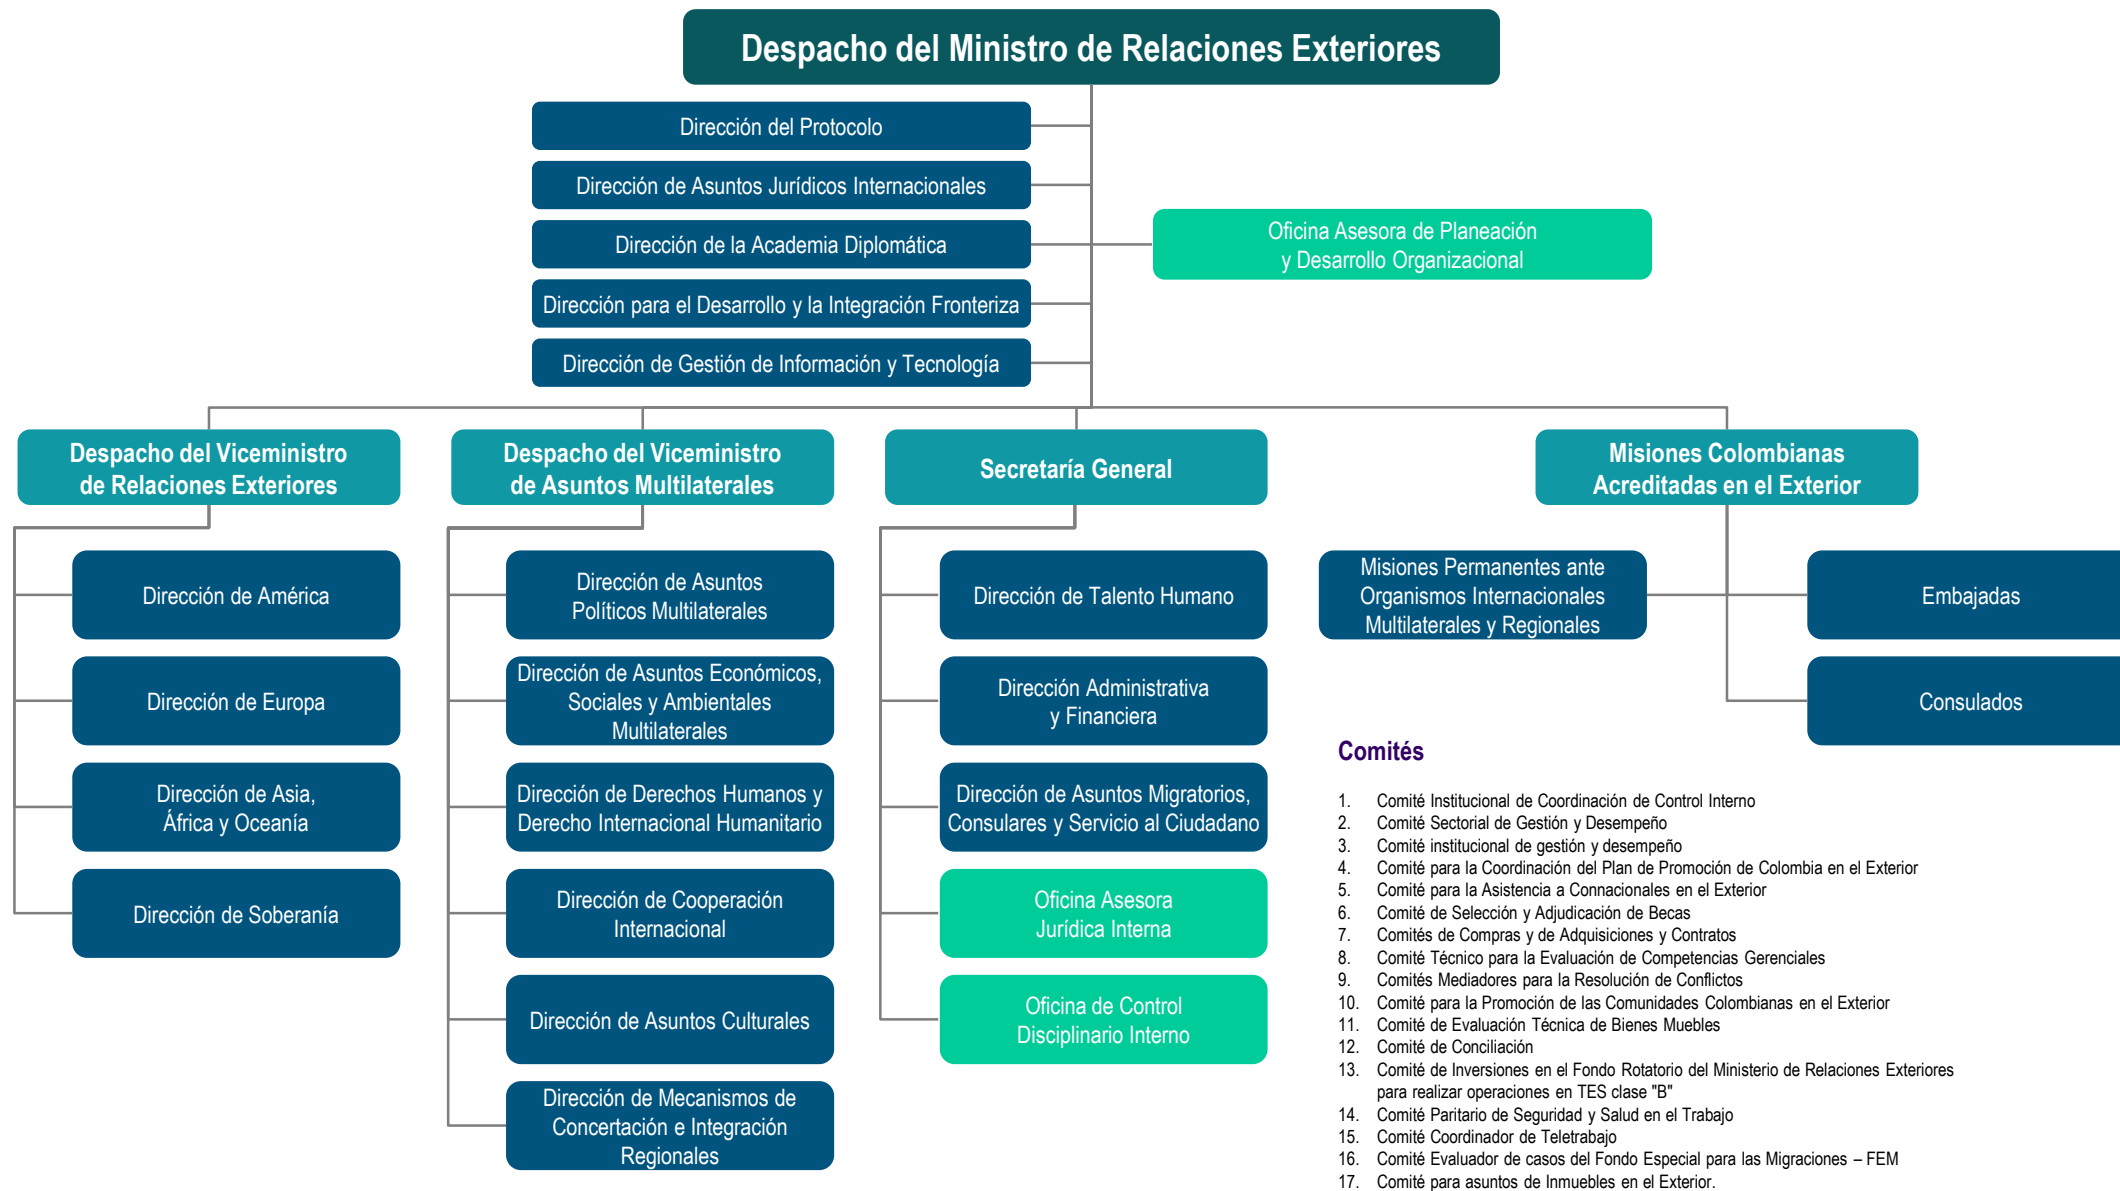 Despacho del Ministro de Relaciones Exteriores
Dirección del Protocolo
Dirección de Asuntos Jurídicos Internacionales
Dirección de la Academia Diplomática
Oficina Asesora de Planeación
y Desarrollo Organizacional
Dirección para el Desarrollo y la Integración Fronteriza
Dirección de Gestión de Información y Tecnología
Despacho del Viceministro
de Relaciones Exteriores
Dirección de América
Dirección de Europa
Dirección de Asia,
África y Oceanía
Dirección de Soberanía
Despacho del Viceministro
de Asuntos Multilaterales
Dirección de Asuntos
Políticos Multilaterales
Dirección de Asuntos Económicos,
Sociales y Ambientales
Multilaterales
Dirección de Derechos Humanos y
Derecho Internacional Humanitario
Dirección de Cooperación
Internacional
Dirección de Asuntos Culturales
Dirección de Mecanismos de
Concertación e Integración
Regionales
Secretaría General
Dirección de Talento Humano
Dirección Administrativa
y Financiera
Dirección de Asuntos Migratorios,
Consulares y Servicio al Ciudadano
Oficina Asesora
Jurídica Interna
Oficina de Control
Disciplinario Interno
Misiones Colombianas
Acreditadas en el Exterior
Misiones Permanentes ante
Organismos Internacionales
Multilaterales y Regionales
Embajadas
Consulados
Comités
1. Comité Institucional de Coordinación de Control Interno
2. Comité Sectorial de Gestión y Desempeño
3. Comité institucional de gestión y desempeño
4. Comité para la Coordinación del Plan de Promoción de Colombia en el Exterior
5. Comité para la Asistencia a Connacionales en el Exterior
6. Comité de Selección y Adjudicación de Becas
7. Comités de Compras y de Adquisiciones y Contratos
8. Comité Técnico para la Evaluación de Competencias Gerenciales
9. Comités Mediadores para la Resolución de Conflictos
10. Comité para la Promoción de las Comunidades Colombianas en el Exterior
11. Comité de Evaluación Técnica de Bienes Muebles
12. Comité de Conciliación
13. Comité de Inversiones en el Fondo Rotatorio del Ministerio de Relaciones Exteriores
para realizar operaciones en TES clase "B"
14. Comité Paritario de Seguridad y Salud en el Trabajo
15. Comité Coordinador de Teletrabajo
16. Comité Evaluador de casos del Fondo Especial para las Migraciones – FEM
17. Comité para asuntos de Inmuebles en el Exterior.